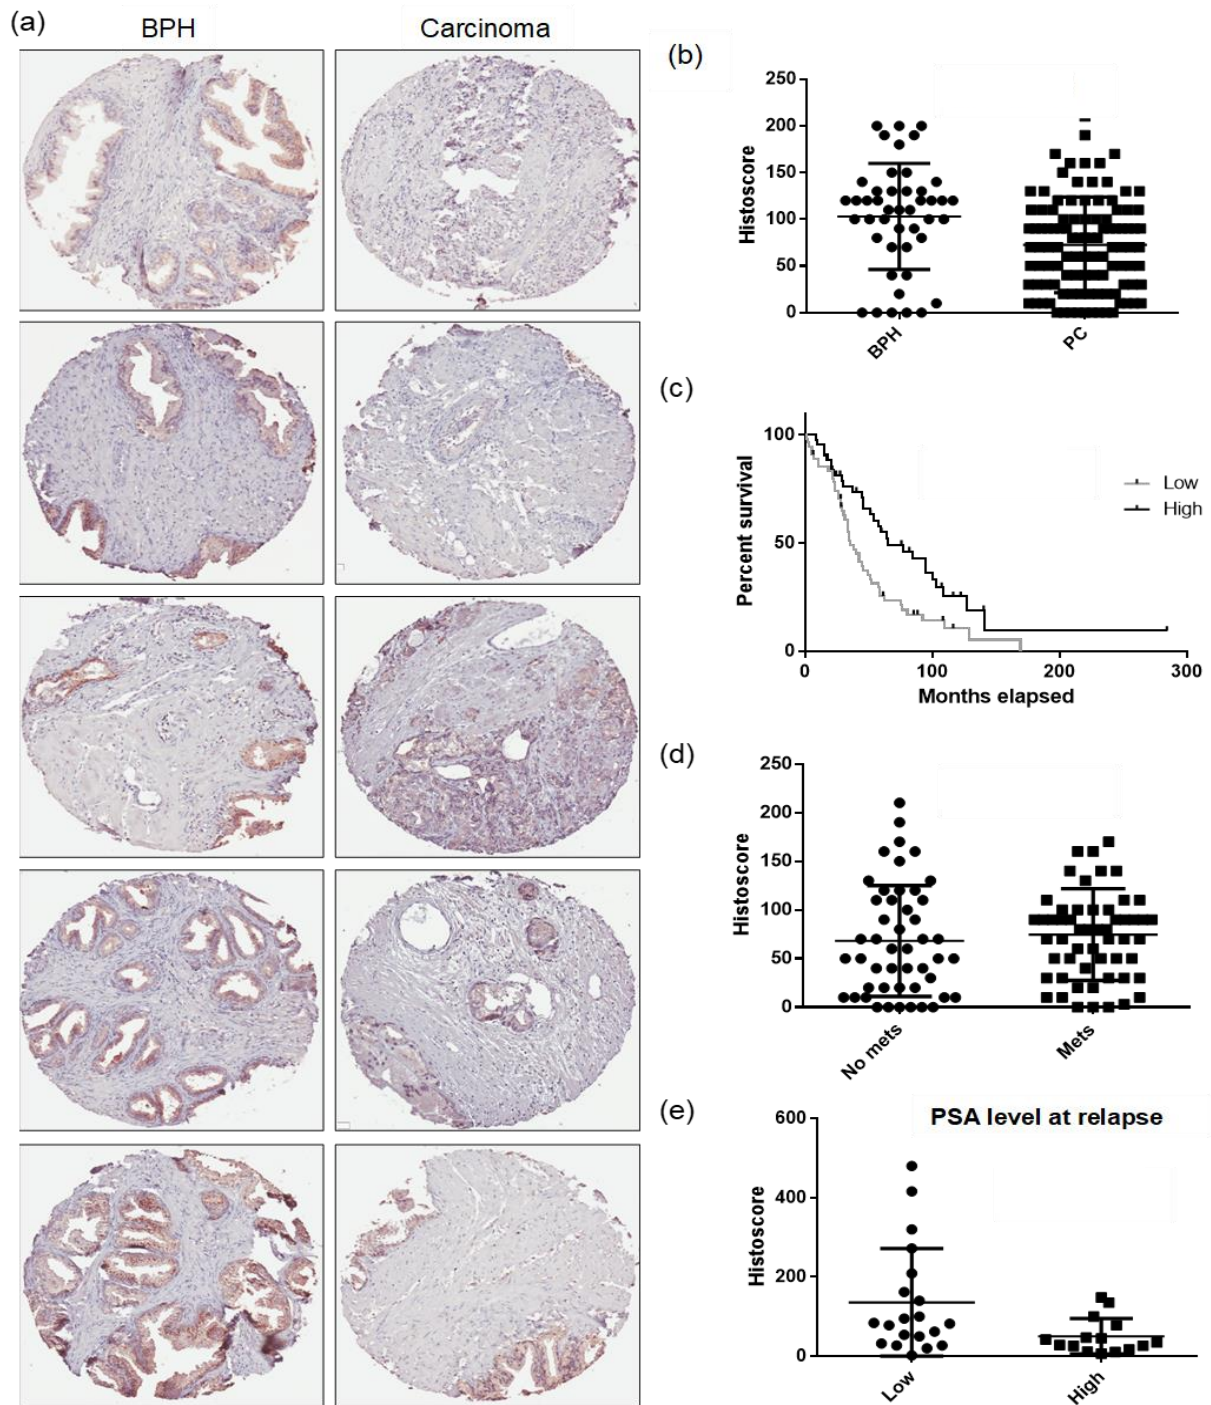 (a)
BPH
Carcinoma
(b)
250
200
150
100
50
0
Histoscore
BPH
PC
(c)
100
50
0
Percent survival
0
100
200
300
Months elapsed
Low
High
(d)
250
200
150
100
50
0
Histoscore
No mets
Mets
(e)
PSA level at relapse
600
400
200
0
Histoscore
Low
High